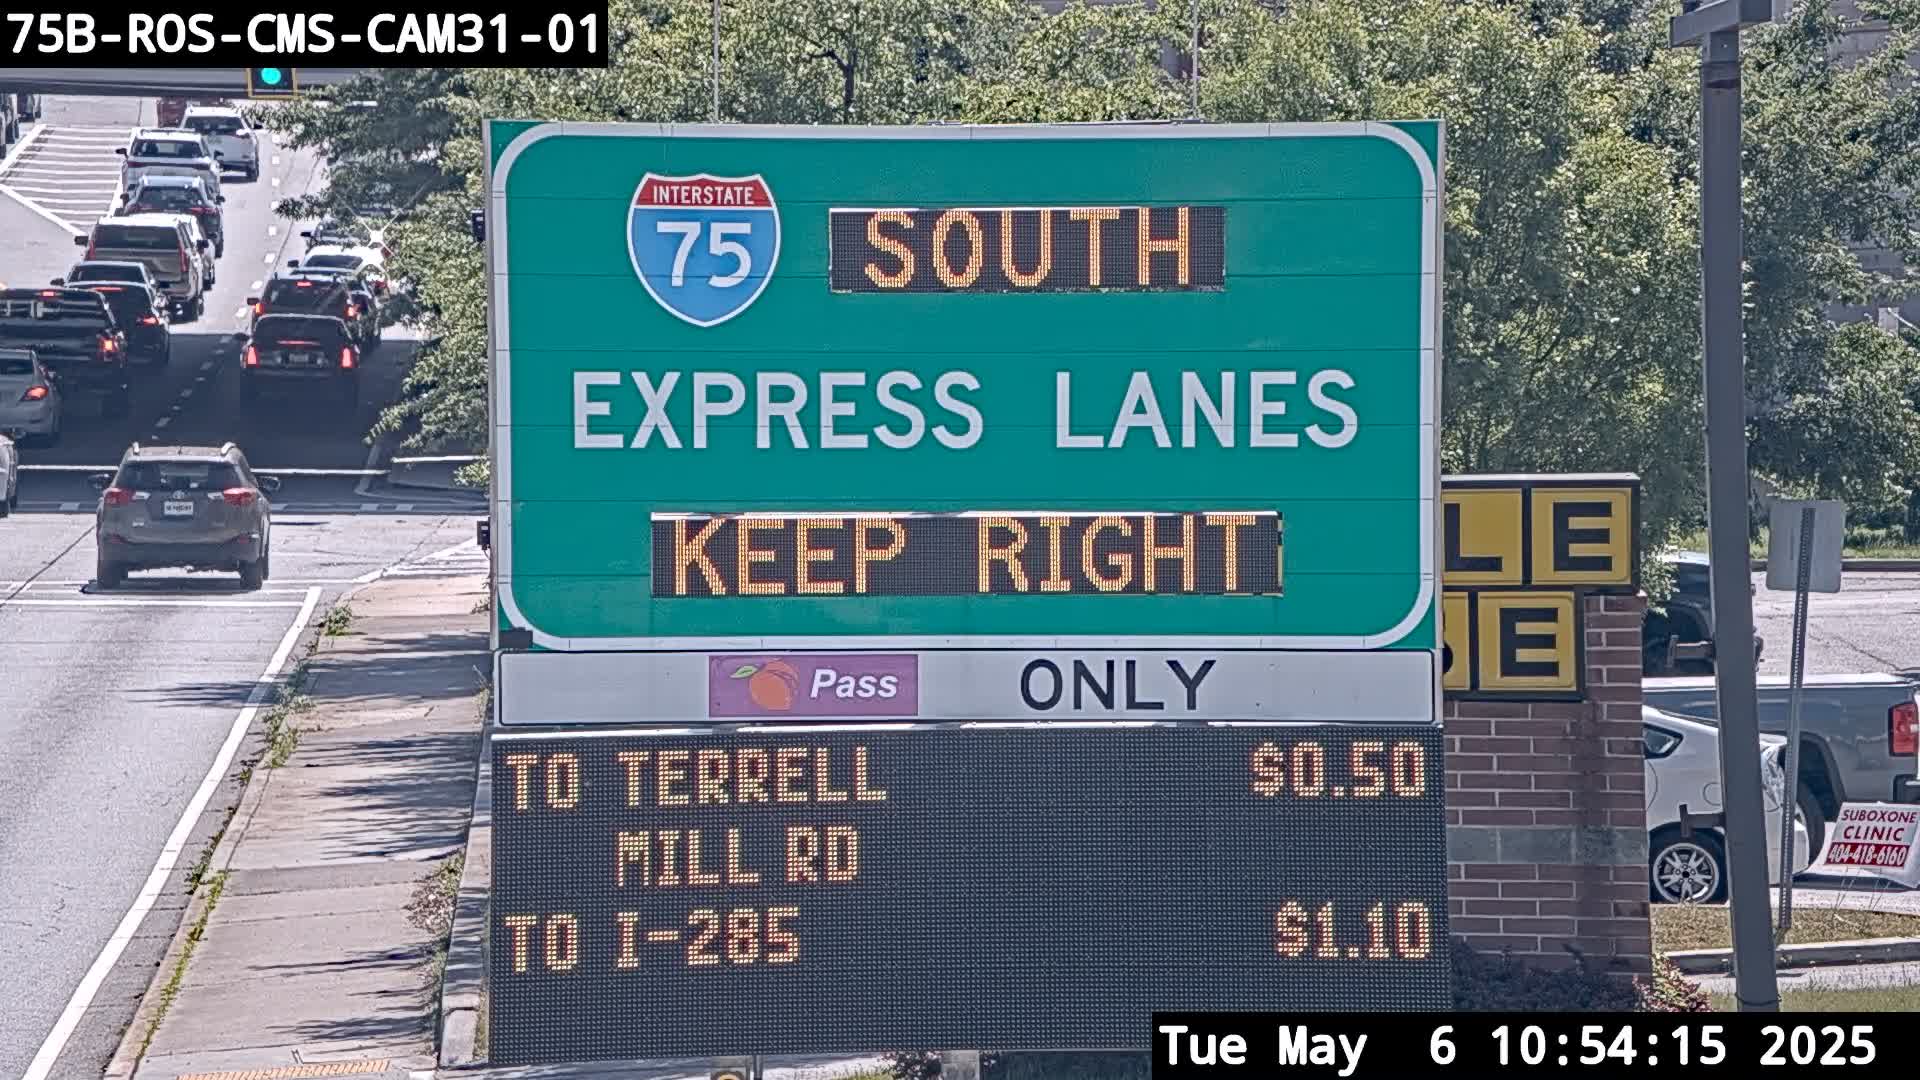 75B-ROS-CMS-CAM31-01
INTERSTATE
75
SOUTH
EXPRESS LANES
KEEP RIGHT
Pass ONLY
TO TERRELL $0.50
MILL RD
TO I-285 $1.10
LE
E
SUBOXONE
CLINIC
404-418-6160
Tue May 6 10:54:15 2025